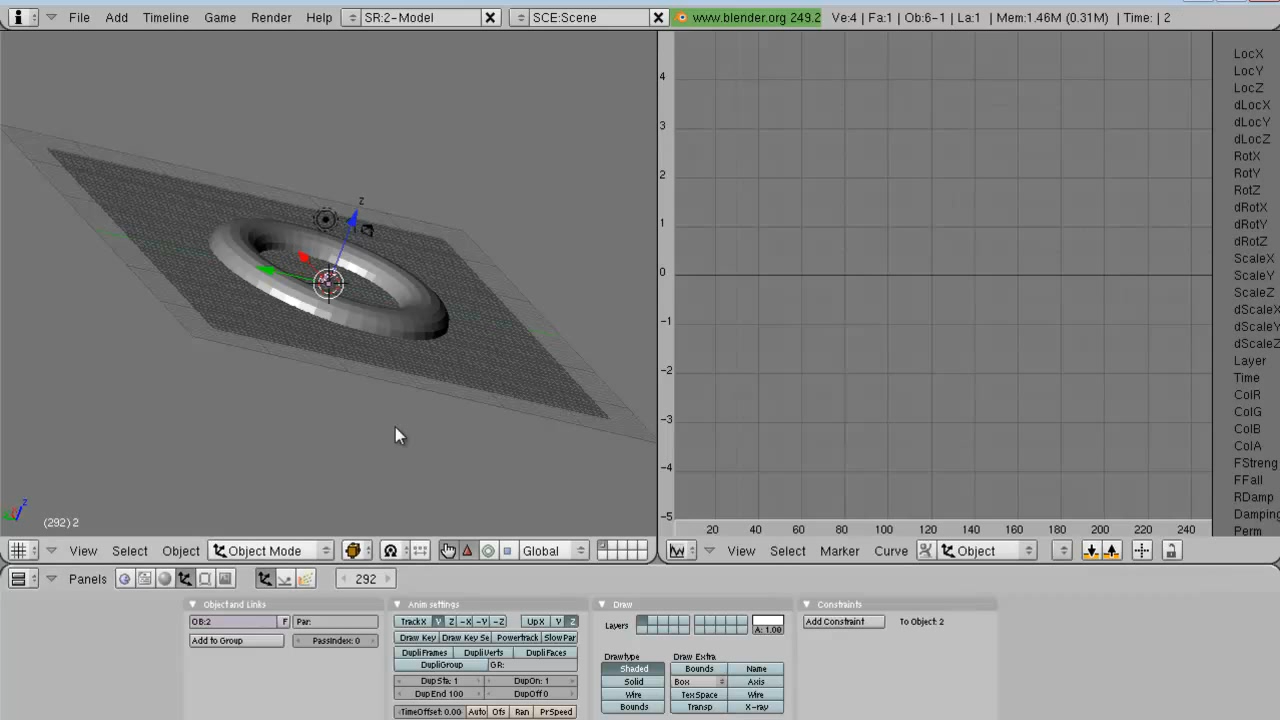 File Add Timeline Game Render Help SR:2-Model SCE:Scene www.blender.org 249.2 Ve:4 | Fa:1 | Ob:6-1 | La:1 | Mem:1.46M (0.31M) | Time: | 2
z
z
(292) 2
4
3
2
1
0
-1
-2
-3
-4
-5
20 40 60 80 100 120 140 160 180 200 220 240
LocX
LocY
LocZ
dLocX
dLocY
dLocZ
RotX
RotY
RotZ
dRotX
dRotY
dRotZ
ScaleX
ScaleY
ScaleZ
dScaleX
dScaleY
dScaleZ
Layer
Time
ColR
ColG
ColB
ColA
FStreng
FFall
RDamp
Damping
Perm
View Select Object Object Mode Global
View Select Marker Curve Object
Panels 292
Object and Links
OB:2 F Par:
Add to Group PassIndex: 0
Anim settings
TrackX Y Z -X -Y -Z UpX Y Z
Draw Key Draw Key Se Powertrack SlowPar
DupliFrames DupliVerts DupliFaces
DupliGroup GR:
DupSta: 1 DupOn: 1
DupEnd 100 DupOff 0
TimeOffset: 0.00 Auto Ofs Ran PrSpeed
Draw
Layers A: 1.00
Drawtype Draw Extra
Shaded Bounds Name
Solid Box Axis
Wire TexSpace Wire
Bounds Transp X-ray
Constraints
Add Constraint To Object: 2